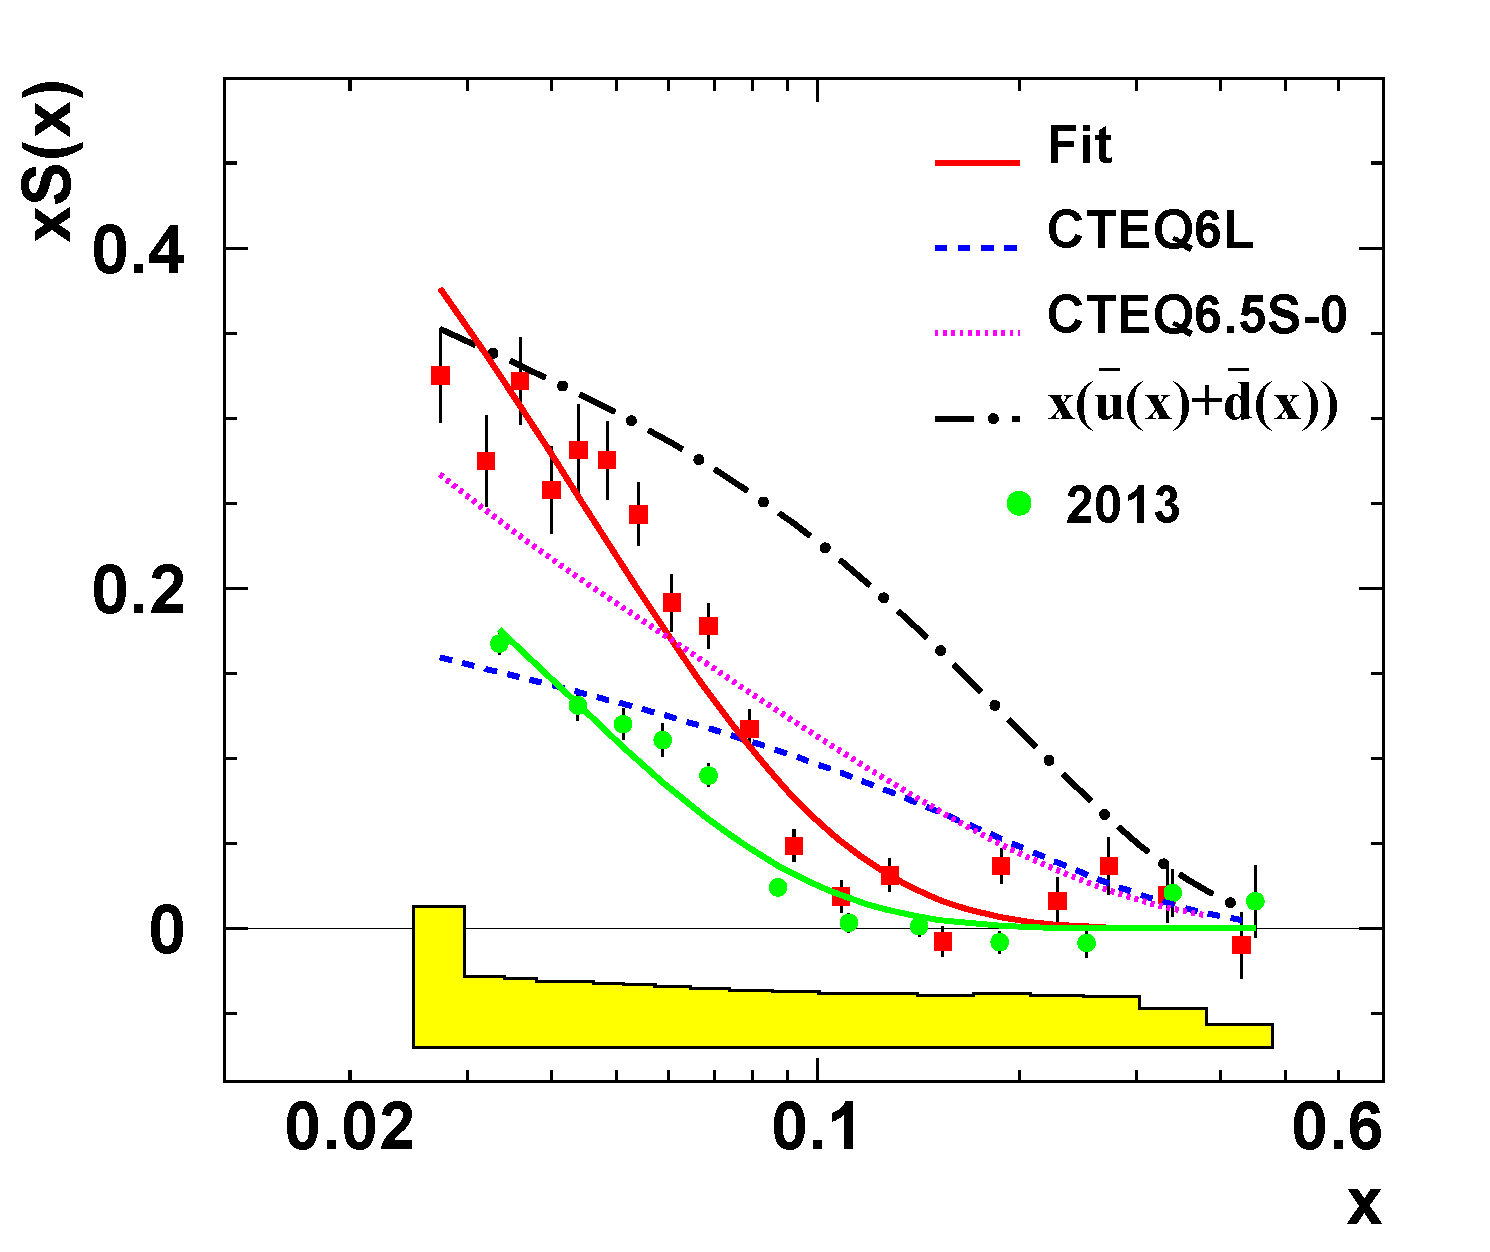 xS(x)
0.4
0.2
0
Fit
CTEQ6L
CTEQ6.5S-0
x(ū(x)+d̄(x))
2013
0.02
0.1
0.6
x